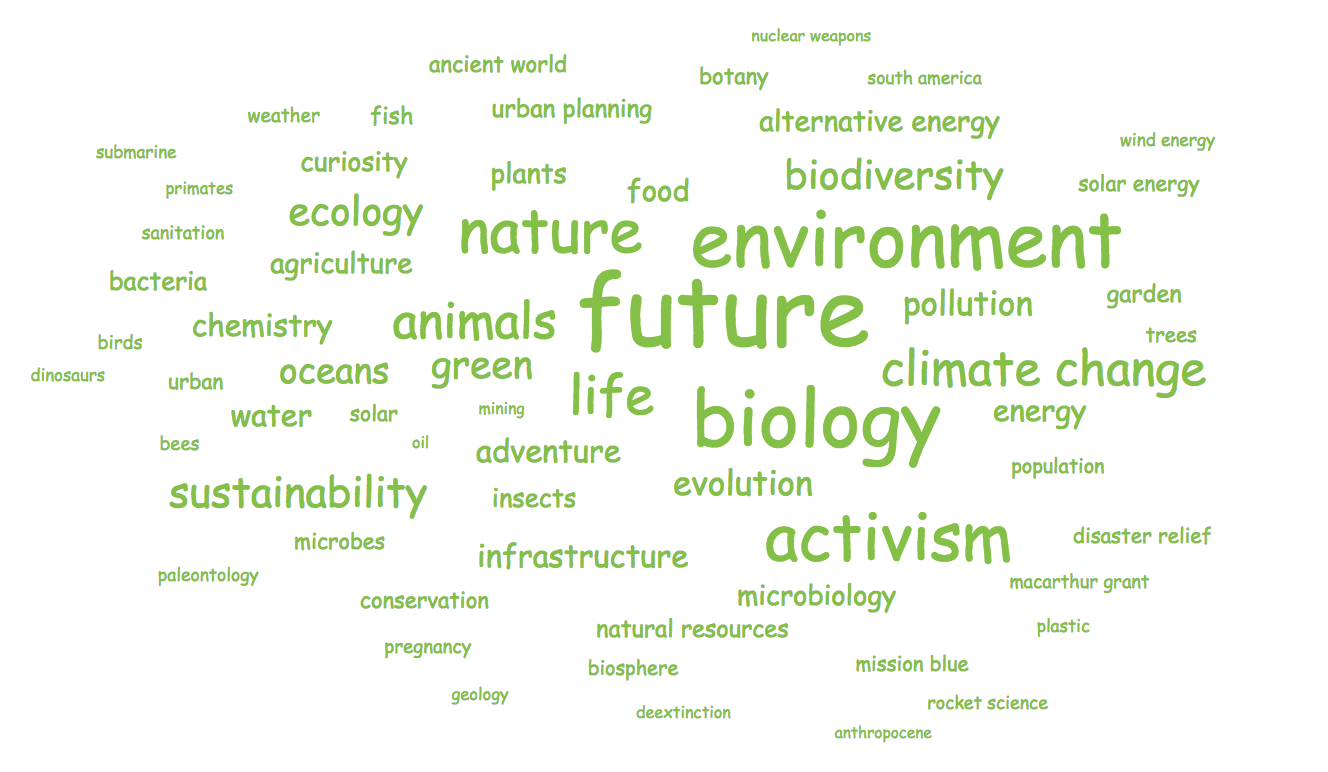 nuclear weapons
ancient world
botany
south america
weather
fish
urban planning
alternative energy
wind energy
submarine
curiosity
plants
food
biodiversity
solar energy
primates
ecology
nature
environment
sanitation
agriculture
bacteria
future
pollution
garden
chemistry
animals
trees
birds
dinosaurs
urban
oceans
green
life
climate change
water
solar
mining
biology
energy
bees
oil
adventure
population
sustainability
insects
evolution
microbes
infrastructure
activism
disaster relief
paleontology
conservation
microbiology
macarthur grant
natural resources
plastic
pregnancy
biosphere
mission blue
geology
deextinction
rocket science
anthropocene